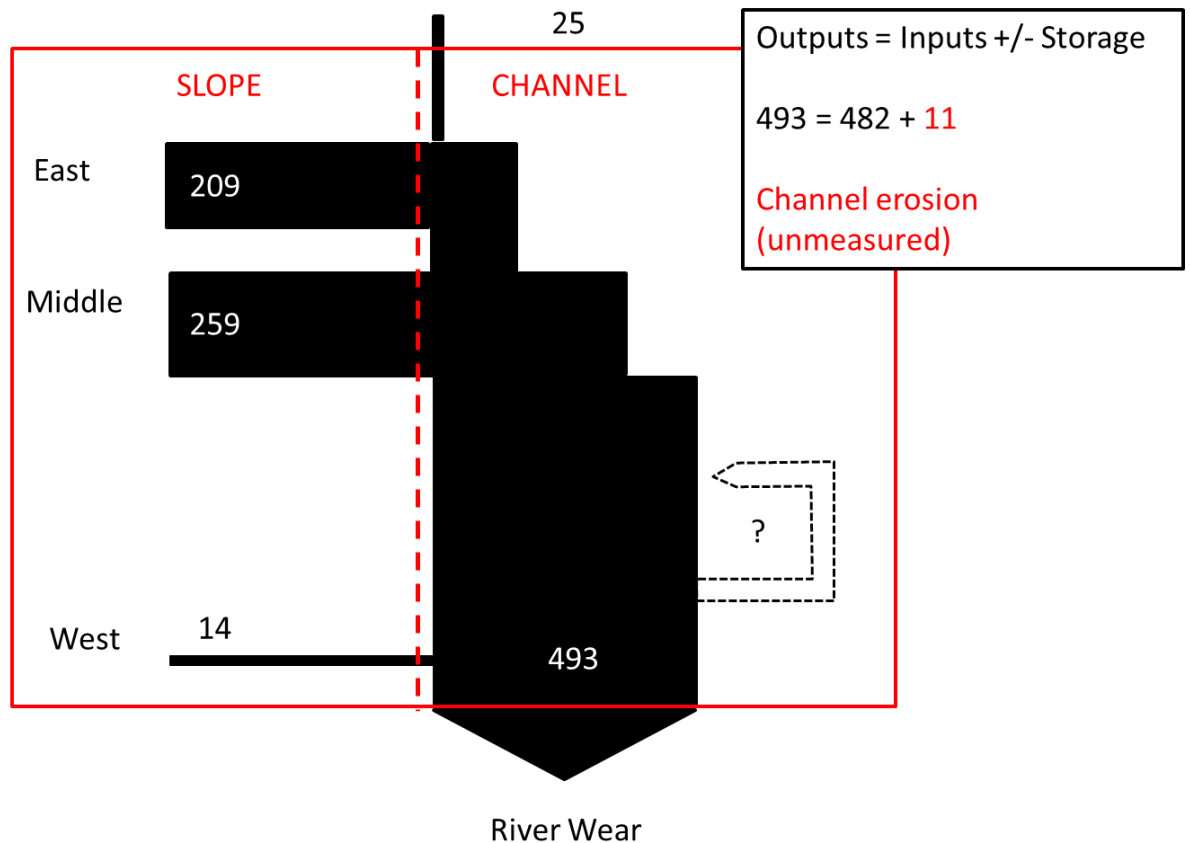 25
Outputs = Inputs +/- Storage
SLOPE
CHANNEL
493 = 482 + 11
East
209
Channel erosion
(unmeasured)
Middle
259
?
West
14
493
River Wear